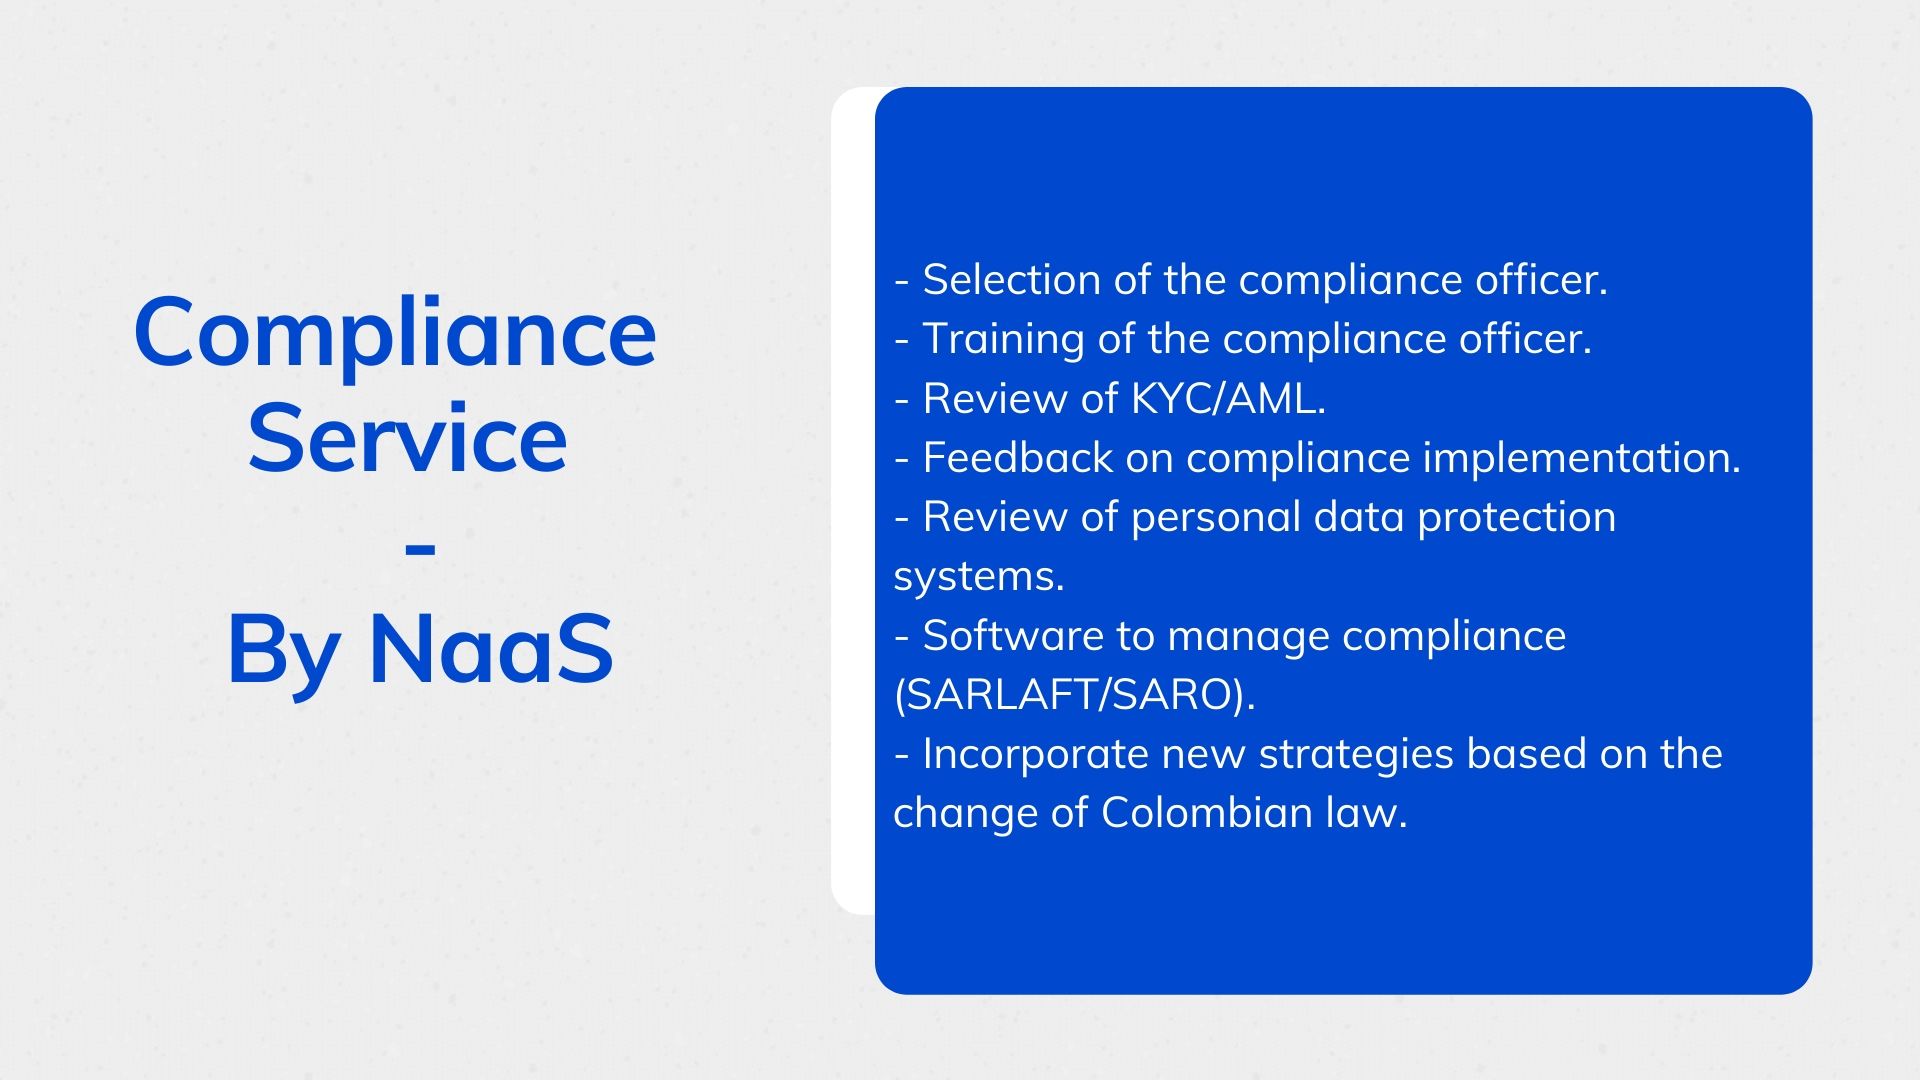 Compliance
Service
-
By NaaS
- Selection of the compliance officer.
- Training of the compliance officer.
- Review of KYC/AML.
- Feedback on compliance implementation.
- Review of personal data protection
systems.
- Software to manage compliance
(SARLAFT/SARO).
- Incorporate new strategies based on the
change of Colombian law.